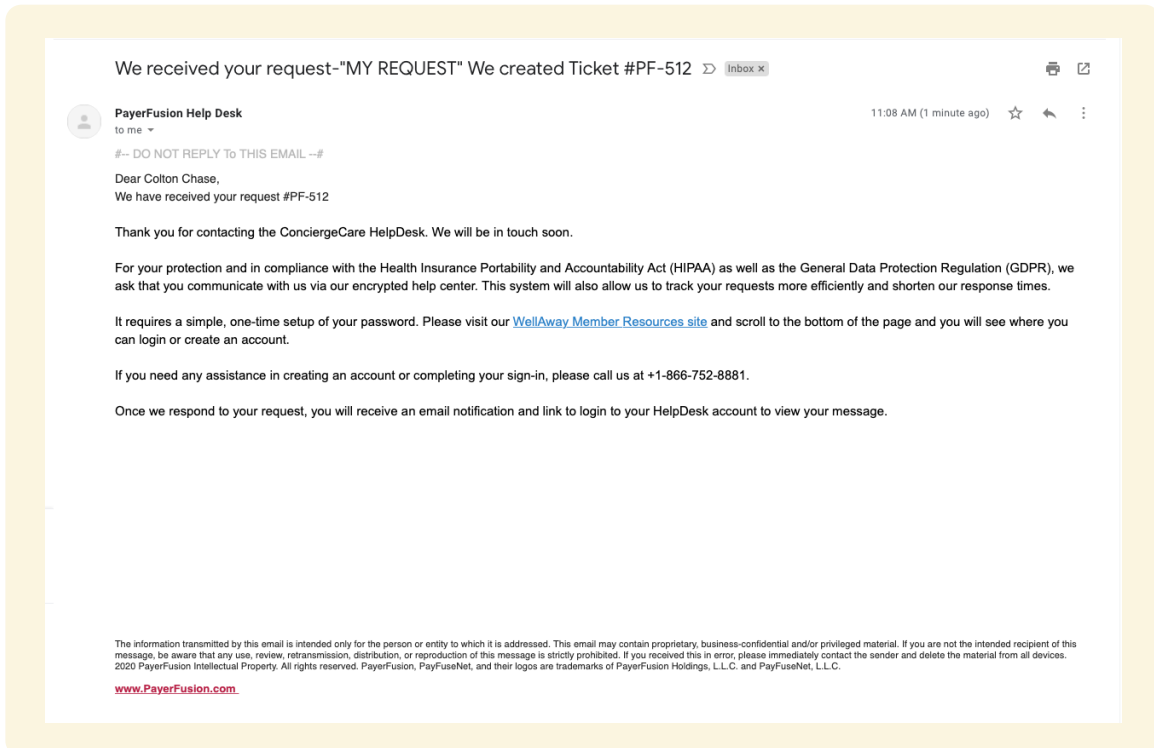 We received your request-"MY REQUEST" We created Ticket #PF-512 Inbox ×
PayerFusion Help Desk 11:08 AM (1 minute ago)
to me
#-- DO NOT REPLY To THIS EMAIL --#
Dear Colton Chase,
We have received your request #PF-512
Thank you for contacting the ConciergeCare HelpDesk. We will be in touch soon.
For your protection and in compliance with the Health Insurance Portability and Accountability Act (HIPAA) as well as the General Data Protection Regulation (GDPR), we
ask that you communicate with us via our encrypted help center. This system will also allow us to track your requests more efficiently and shorten our response times.
It requires a simple, one-time setup of your password. Please visit our WellAway Member Resources site and scroll to the bottom of the page and you will see where you
can login or create an account.
If you need any assistance in creating an account or completing your sign-in, please call us at +1-866-752-8881.
Once we respond to your request, you will receive an email notification and link to login to your HelpDesk account to view your message.
The information transmitted by this email is intended only for the person or entity to which it is addressed. This email may contain proprietary, business-confidential and/or privileged material. If you are not the intended recipient of this
message, be aware that any use, review, retransmission, distribution, or reproduction of this message is strictly prohibited. If you received this in error, please immediately contact the sender and delete the material from all devices.
2020 PayerFusion Intellectual Property. All rights reserved. PayerFusion, PayFuseNet, and their logos are trademarks of PayerFusion Holdings, L.L.C. and PayFuseNet, L.L.C.
www.PayerFusion.com